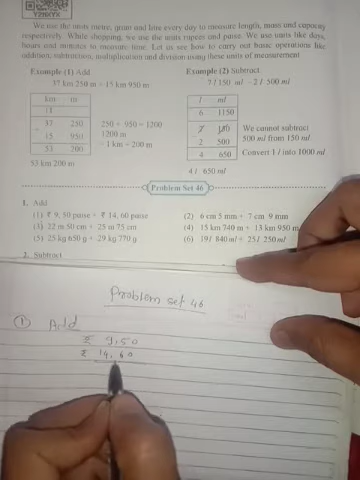 V2NHYK
We use the units metre, gram and litre every day to measure length, mass and capacity
respectively. While shopping, we use the units rupees and paise. We use units like days,
hours and minutes to measure time. Let us see how to carry out basic operations like
addition, subtraction, multiplication and division using these units of measurement.
Example (1) Add
37 km 250 m + 15 km 950 m
km m
1
37 250
+ 15 950
53 200
250 + 950 = 1200
1200 m
= 1 km + 200 m
53 km 200 m
Example (2) Subtract
7 l 150 ml - 2 l 500 ml
l ml
6 1150
7 150
2 500
4 650
We cannot subtract
500 ml from 150 ml
Convert 1 l into 1000 ml
4 l 650 ml
Problem Set 46
1. Add
(1) ₹ 9, 50 paise + ₹ 14, 60 paise
(2) 6 cm 5 mm + 7 cm 9 mm
(3) 22 m 50 cm + 25 m 75 cm
(4) 15 km 740 m + 13 km 950 m
(5) 25 kg 650 g + 29 kg 770 g
(6) 19 l 840 ml + 25 l 250 ml
2. Subtract
Problem set 46
① Add
₹ 9.50
₹ 14.60